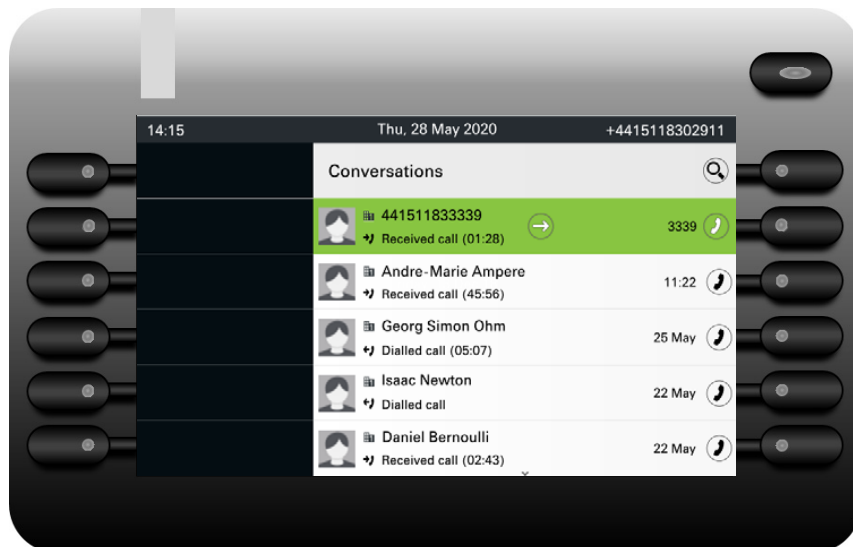 14:15 Thu, 28 May 2020 +4415118302911
Conversations
441511833339
Received call (01:28) 3339
Andre-Marie Ampere
Received call (45:56) 11:22
Georg Simon Ohm
Dialled call (05:07) 25 May
Isaac Newton
Dialled call 22 May
Daniel Bernoulli
Received call (02:43) 22 May